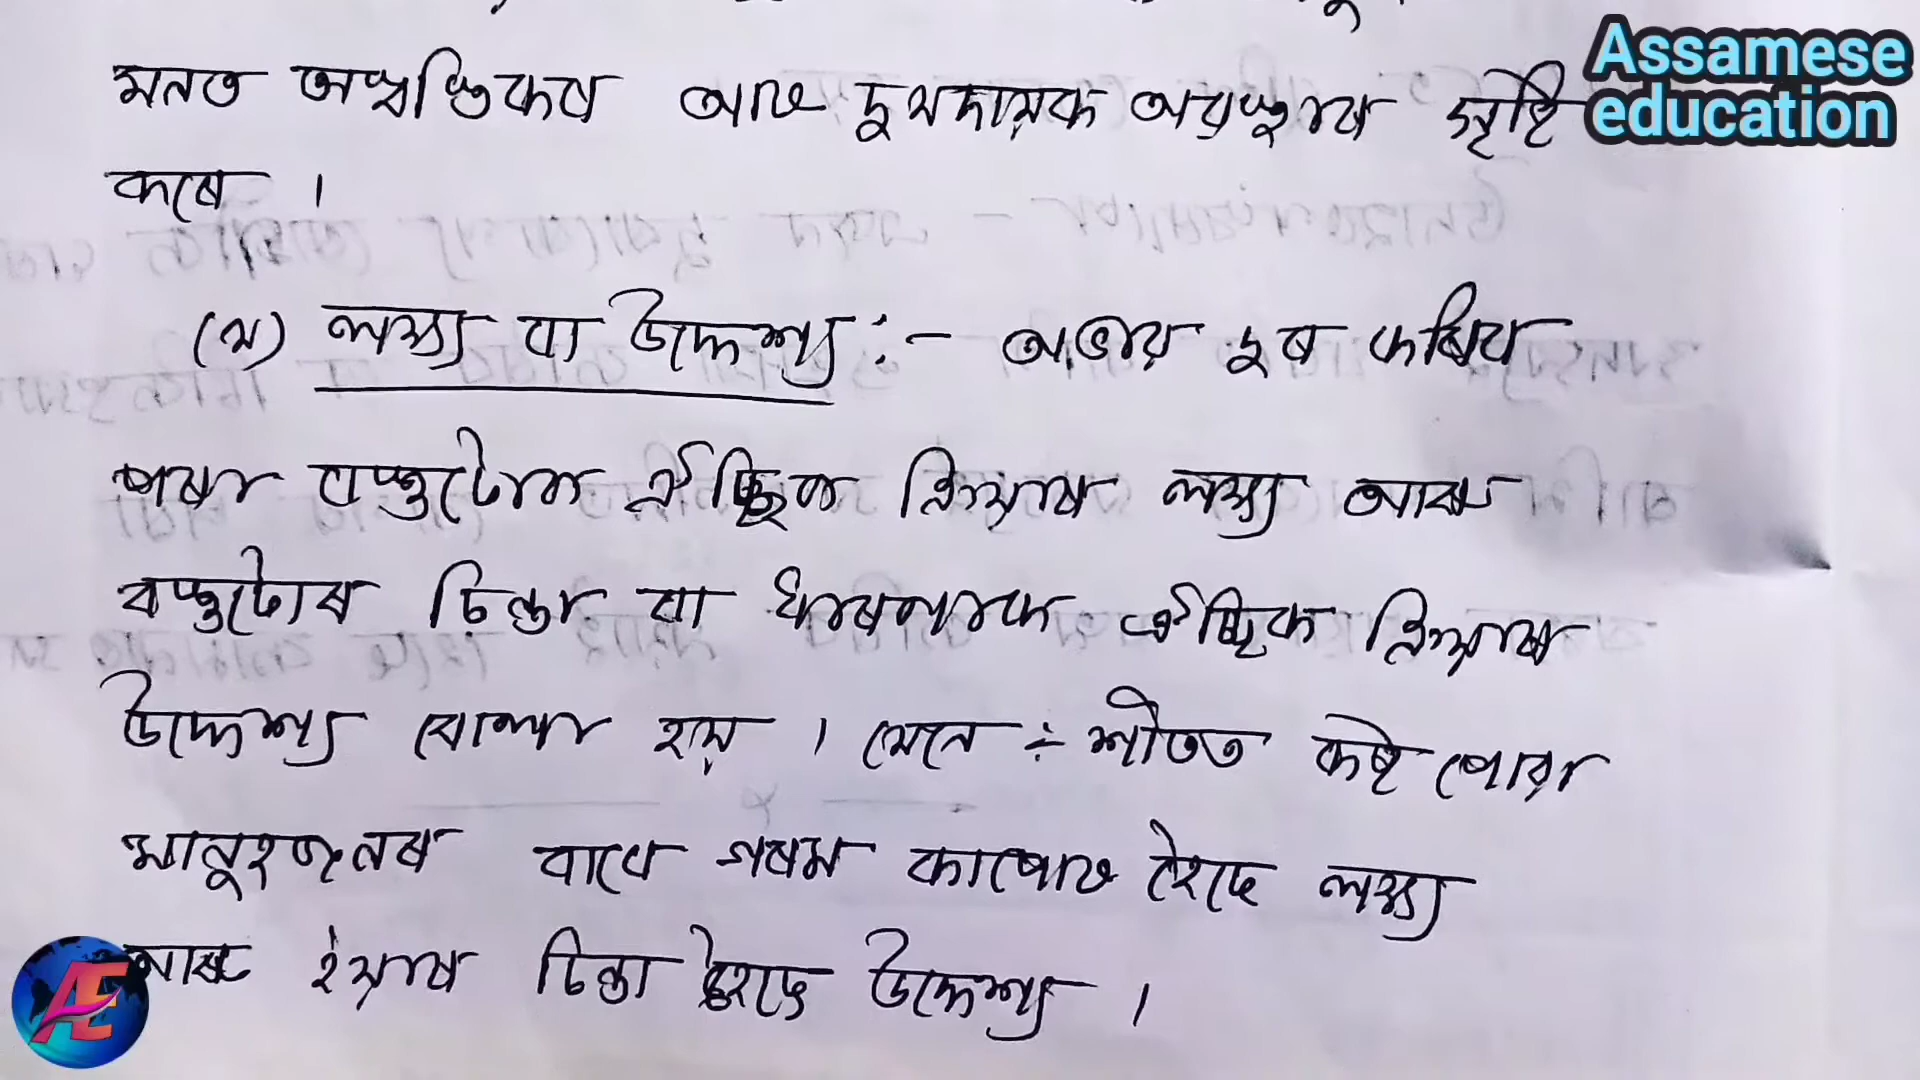 Assamese
education
মনত অস্বস্তিকৰ আৰু দুখদায়ক অৱস্থাৰ সৃষ্টি
কৰে ।
(খ) লক্ষ্য বা উদ্দেশ্য :- অভাৱ দূৰ কৰিব
পৰা বস্তুটোৱে ঐচ্ছিক ক্ৰিয়াৰ লক্ষ্য আৰু
বস্তুটোৰ চিন্তা বা ধাৰণাকে ঐচ্ছিক ক্ৰিয়াৰ
উদ্দেশ্য বোলা হয় । যেনে ÷ শীতত কষ্ট পোৱা
মানুহজনৰ বাবে গৰম কাপোৰ হৈছে লক্ষ্য
আৰু ইয়াৰ চিন্তা হৈছে উদ্দেশ্য ।
AE